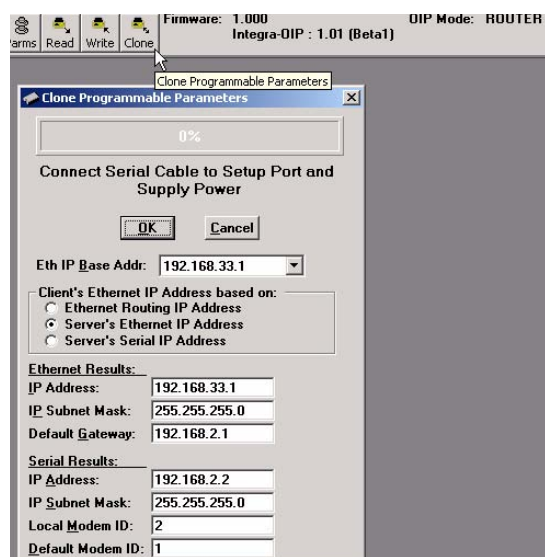 Firmware: 1.000 OIP Mode: ROUTER
Integra-OIP : 1.01 (Beta1)
arms Read Write Clone
Clone Programmable Parameters
Clone Programmable Parameters
0%
Connect Serial Cable to Setup Port and
Supply Power
OK Cancel
Eth IP Base Addr: 192.168.33.1
Client's Ethernet IP Address based on:
Ethernet Routing IP Address
Server's Ethernet IP Address
Server's Serial IP Address
Ethernet Results:
IP Address: 192.168.33.1
IP Subnet Mask: 255.255.255.0
Default Gateway: 192.168.2.1
Serial Results:
IP Address: 192.168.2.2
IP Subnet Mask: 255.255.255.0
Local Modem ID: 2
Default Modem ID: 1